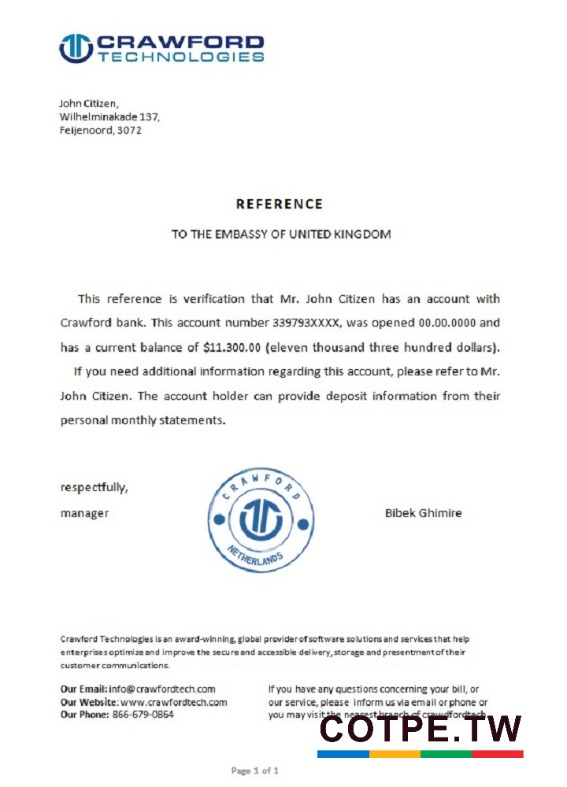 CRAWFORD
TECHNOLOGIES
John Citizen,
Wilhelminakade 137,
Feijenoord, 3072
REFERENCE
TO THE EMBASSY OF UNITED KINGDOM
This reference is verification that Mr. John Citizen has an account with
Crawford bank. This account number 339793XXXX, was opened 00.00.0000 and
has a current balance of $11.300.00 (eleven thousand three hundred dollars).
If you need additional information regarding this account, please refer to Mr.
John Citizen. The account holder can provide deposit information from their
personal monthly statements.
respectfully,
manager
CRAWFORD
NETHERLANDS
Bibek Ghimire
Crawford Technologies is an award-winning, global provider of software solutions and services that help
enterprises optimize and improve the secure and accessible delivery, storage and presentment of their
customer communications.
Our Email: info@crawfordtech.com
Our Website: www.crawfordtech.com
Our Phone: 866-679-0864
If you have any questions concerning your bill, or
our service, please inform us via email or phone or
you may visit the nearest branch of crawdfordtech.
COTPE.TW
Page 1 of 1